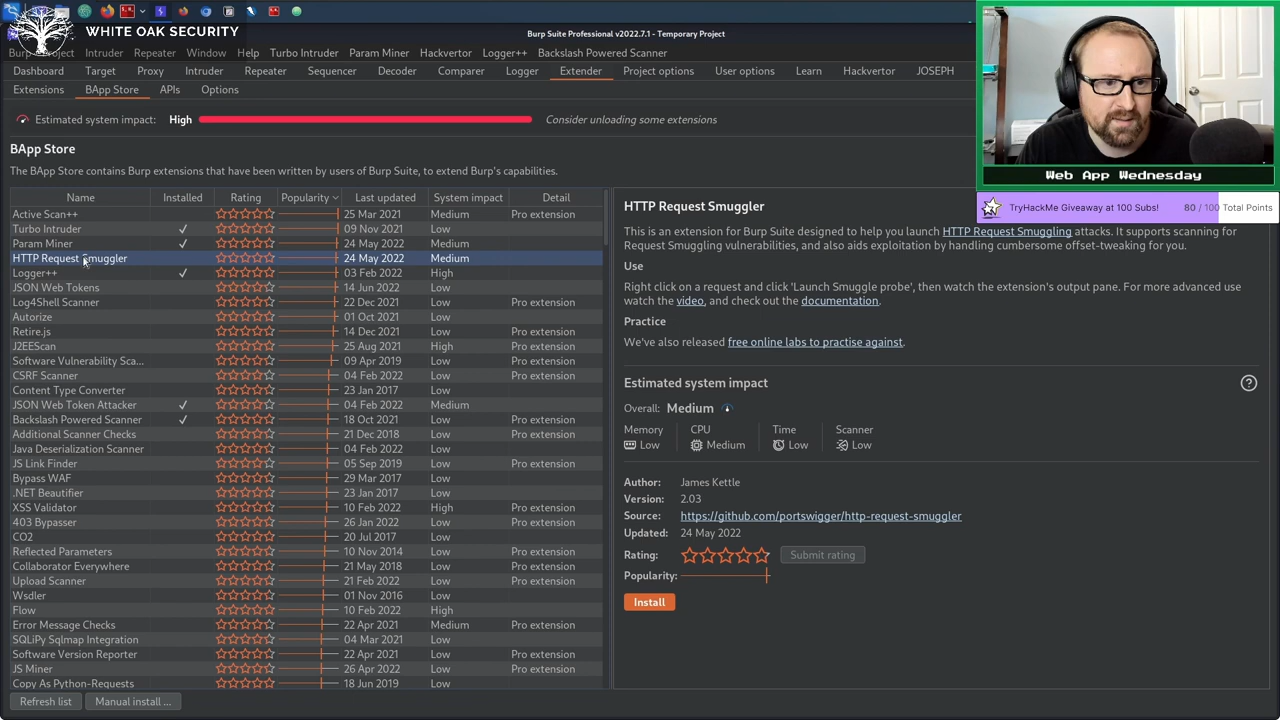 WHITE OAK SECURITY
Burp Suite Professional v2022.7.1 - Temporary Project
Burp Project Intruder Repeater Window Help Turbo Intruder Param Miner Hackvertor Logger++ Backslash Powered Scanner
Dashboard Target Proxy Intruder Repeater Sequencer Decoder Comparer Logger Extender Project options User options Learn Hackvertor JOSEPH
Extensions BApp Store APIs Options
Estimated system impact: High Consider unloading some extensions
BApp Store
The BApp Store contains Burp extensions that have been written by users of Burp Suite, to extend Burp's capabilities.
Name Installed Rating Popularity Last updated System impact Detail
Active Scan++ 25 Mar 2021 Medium Pro extension
Turbo Intruder ✓ 09 Nov 2021 Low
Param Miner ✓ 24 May 2022 Medium
HTTP Request Smuggler 24 May 2022 Medium
Logger++ ✓ 03 Feb 2022 High
JSON Web Tokens 14 Jun 2022 Low
Log4Shell Scanner 22 Dec 2021 Low Pro extension
Autorize 01 Oct 2021 Low
Retire.js 14 Dec 2021 Low Pro extension
J2EEScan 25 Aug 2021 High Pro extension
Software Vulnerability Sca... 09 Apr 2019 Low Pro extension
CSRF Scanner 04 Feb 2022 Low Pro extension
Content Type Converter 23 Jan 2017 Low
JSON Web Token Attacker ✓ 04 Feb 2022 Medium
Backslash Powered Scanner ✓ 18 Oct 2021 Low Pro extension
Additional Scanner Checks 21 Dec 2018 Low Pro extension
Java Deserialization Scanner 04 Feb 2022 Low Pro extension
JS Link Finder 05 Sep 2019 Low Pro extension
Bypass WAF 29 Mar 2017 Low
.NET Beautifier 23 Jan 2017 Low
XSS Validator 10 Feb 2022 High Pro extension
403 Bypasser 26 Jan 2022 Low Pro extension
CO2 20 Jul 2017 Low
Reflected Parameters 10 Nov 2014 Low Pro extension
Collaborator Everywhere 21 May 2018 Low Pro extension
Upload Scanner 21 Feb 2022 Low Pro extension
Wsdler 01 Nov 2016 Low
Flow 10 Feb 2022 High
Error Message Checks 22 Apr 2021 Medium Pro extension
SQLiPy Sqlmap Integration 04 Mar 2021 Low
Software Version Reporter 22 Apr 2021 Low Pro extension
JS Miner 26 Apr 2022 Low Pro extension
Copy As Python-Requests 18 Jun 2019 Low
Refresh list Manual install ...
HTTP Request Smuggler
This is an extension for Burp Suite designed to help you launch HTTP Request Smuggling attacks. It supports scanning for
Request Smuggling vulnerabilities, and also aids exploitation by handling cumbersome offset-tweaking for you.
Use
Right click on a request and click 'Launch Smuggle probe', then watch the extension's output pane. For more advanced use
watch the video, and check out the documentation.
Practice
We've also released free online labs to practise against.
Estimated system impact
Overall: Medium
Memory CPU Time Scanner
Low Medium Low Low
Author: James Kettle
Version: 2.03
Source: https://github.com/portswigger/http-request-smuggler
Updated: 24 May 2022
Rating: Submit rating
Popularity:
Install
Web App Wednesday
TryHackMe Giveaway at 100 Subs! 80 / 100 Total Points